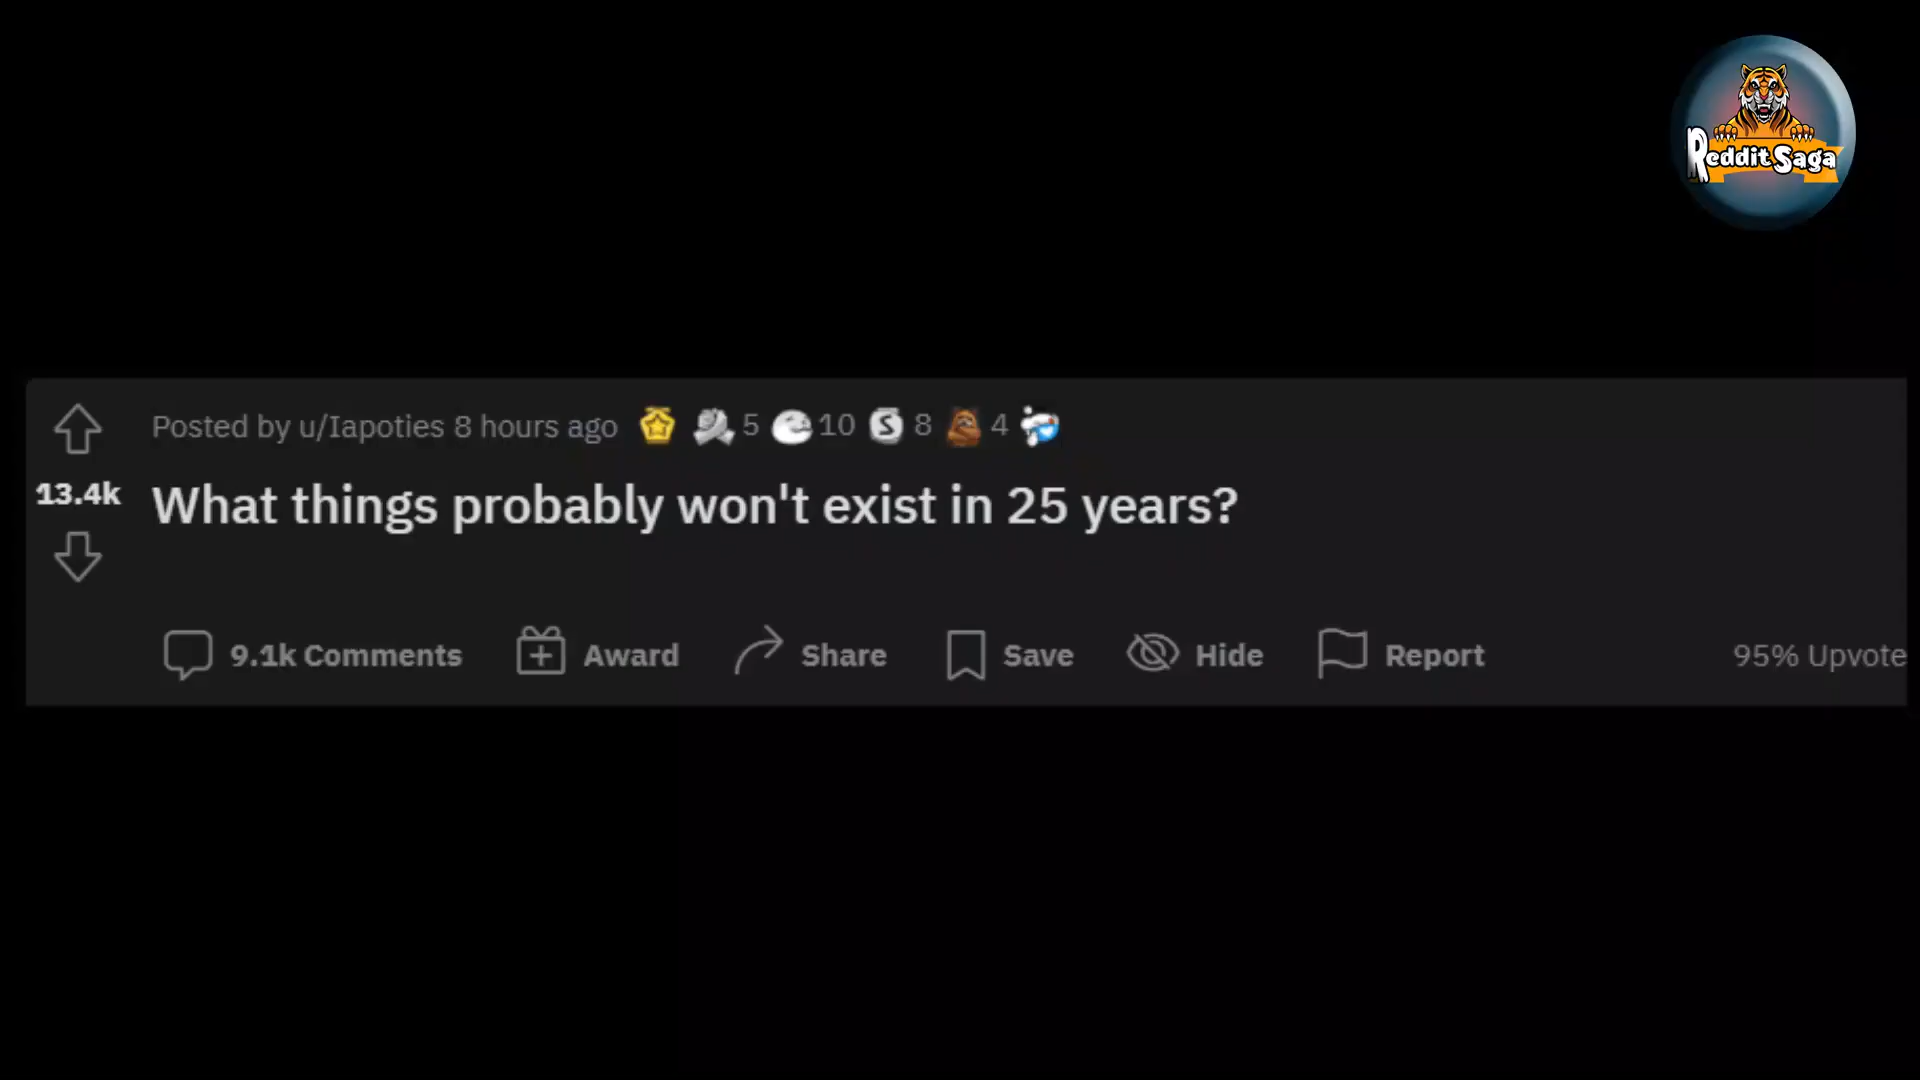 Reddit Saga
Posted by u/Iapoties 8 hours ago 5 10 S 8 4
13.4k What things probably won't exist in 25 years?
9.1k Comments Award Share Save Hide Report 95% Upvote